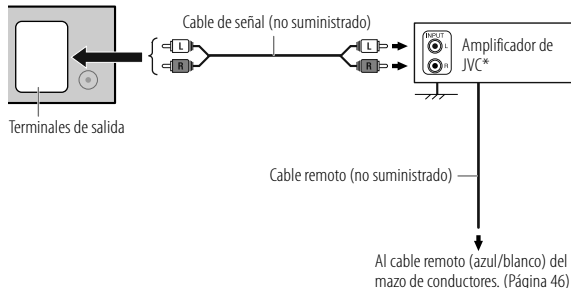 Cable de señal (no suministrado)
L
R
L
R
INPUT
L
R
Amplificador de
JVC*
Terminales de salida
Cable remoto (no suministrado)
Al cable remoto (azul/blanco) del
mazo de conductores. (Página 46)